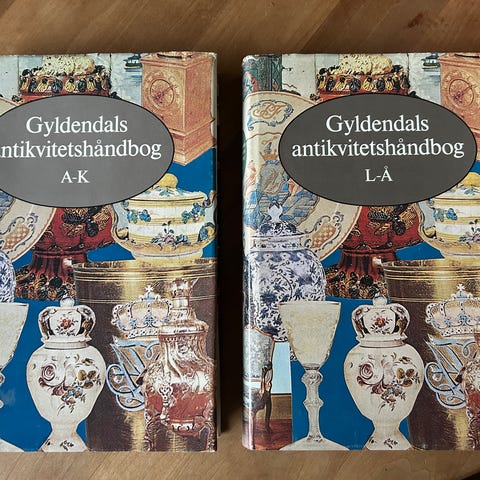 Gyldendals
antikvitetshåndbog
A-K
Gyldendals
antikvitetshåndbog
L-Å